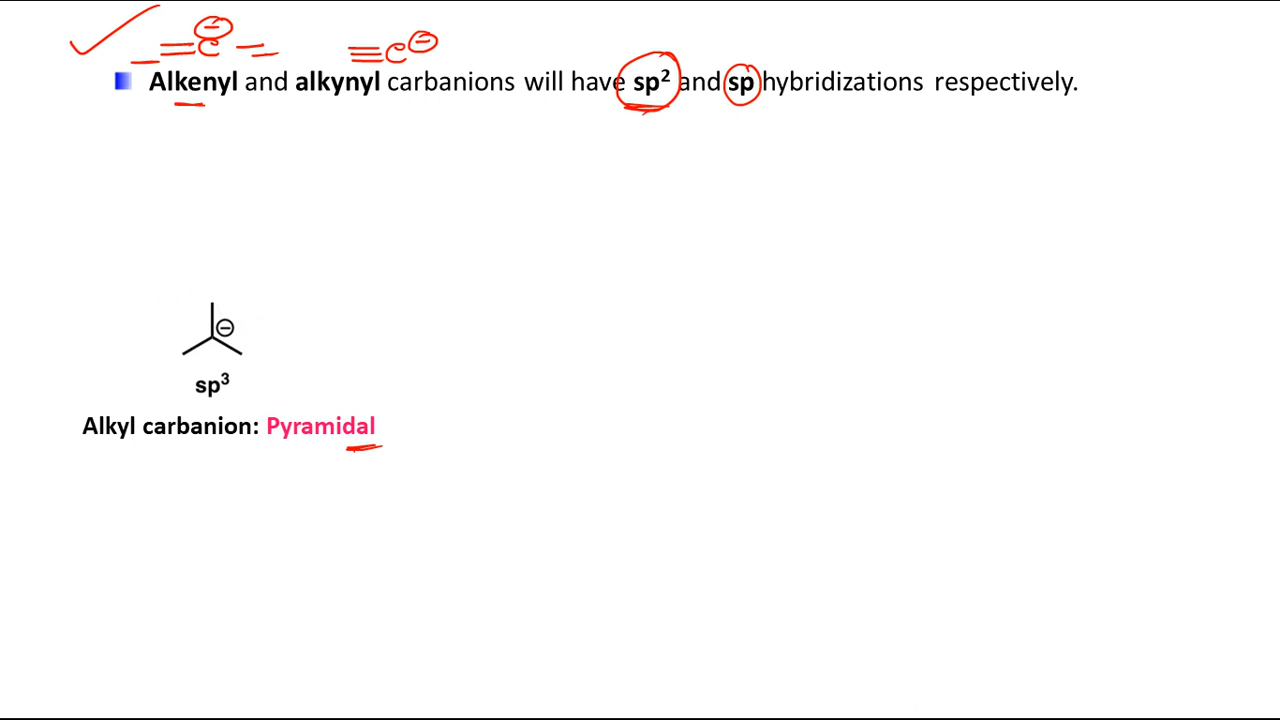 =C⊖– ≡C⊖
Alkenyl and alkynyl carbanions will have sp² and sp hybridizations respectively.
⊖
sp³
Alkyl carbanion: Pyramidal